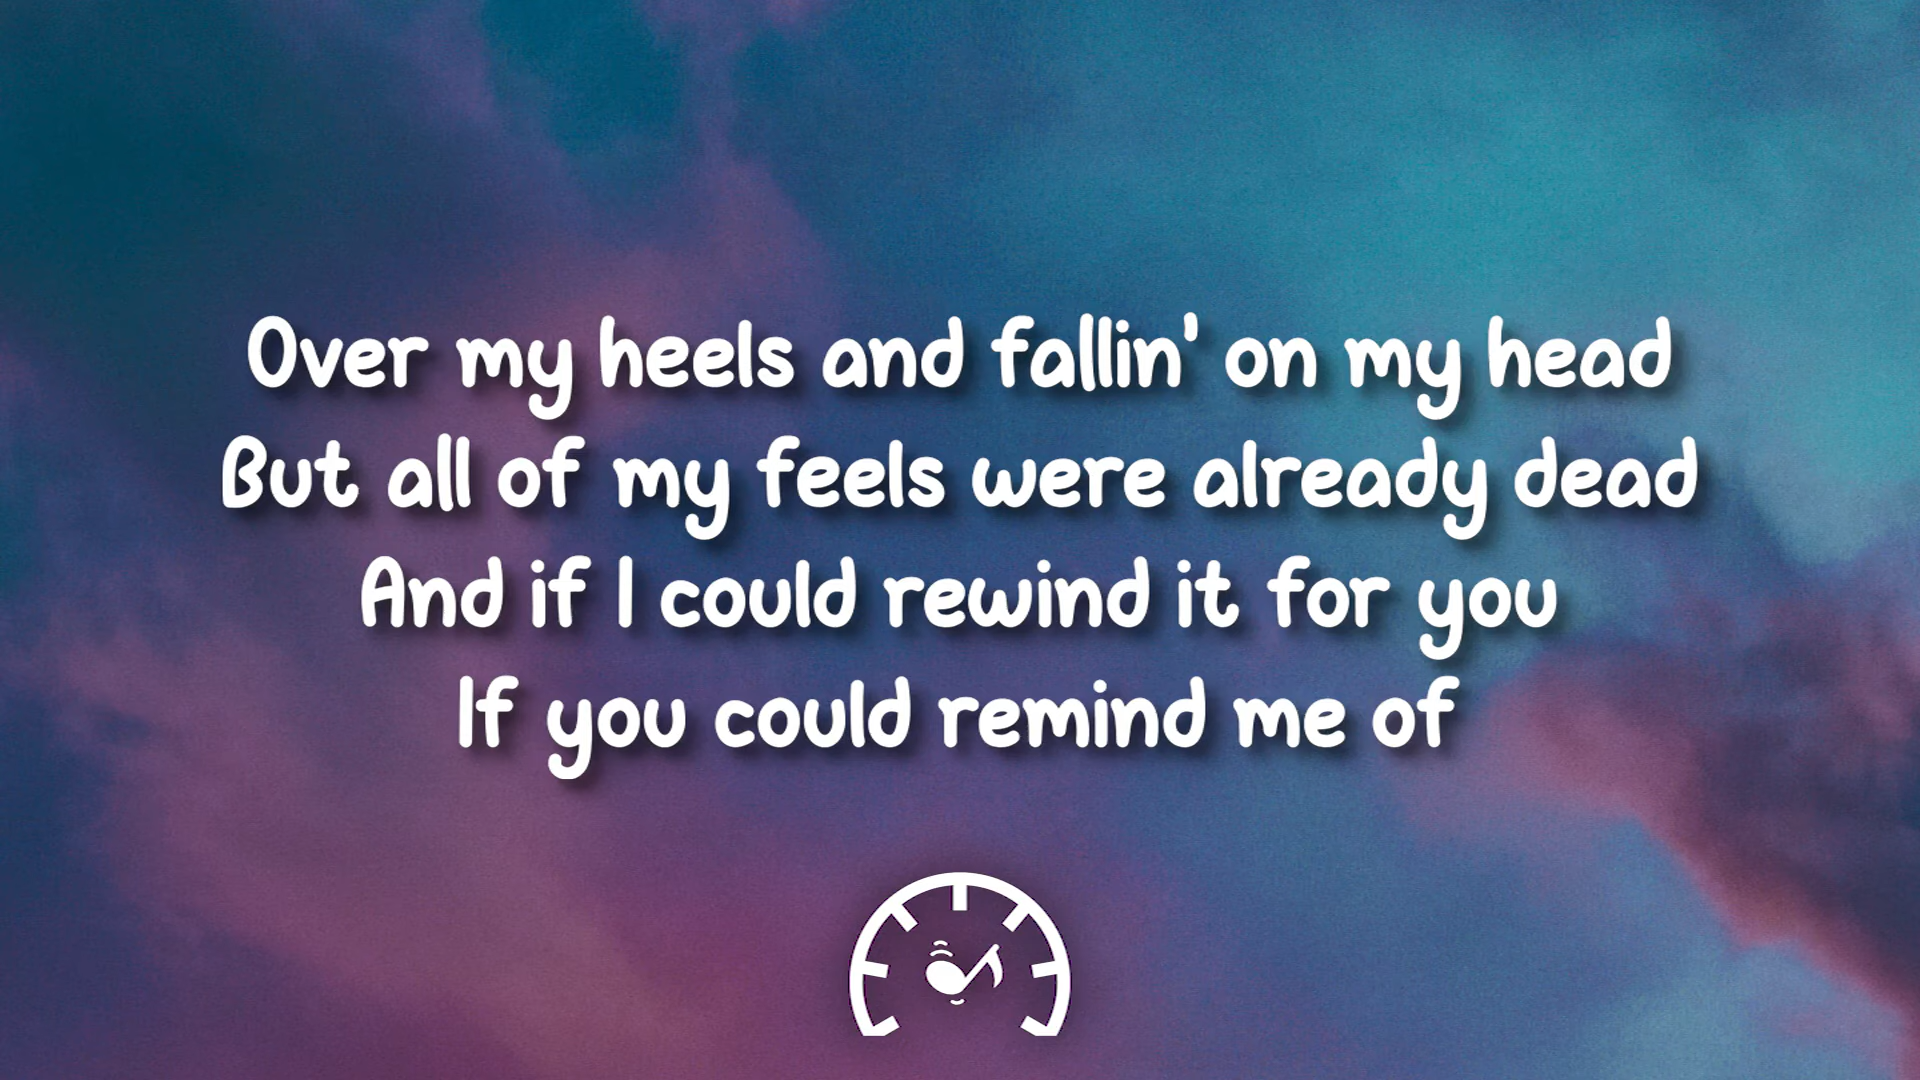 Over my heels and fallin' on my head
But all of my feels were already dead
And if I could rewind it for you
If you could remind me of